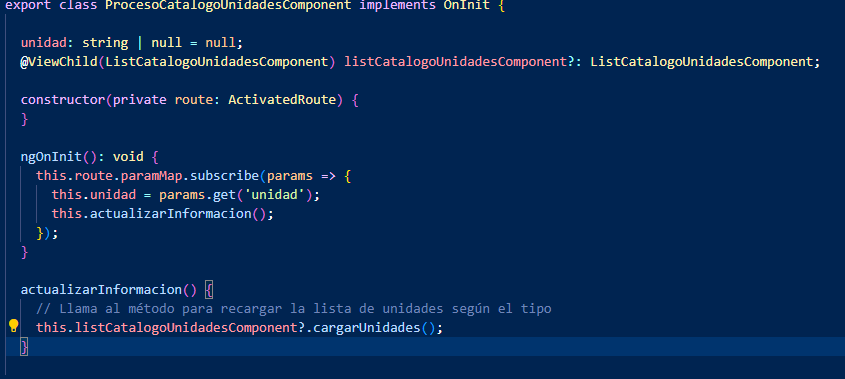 export class ProcesoCatalogoUnidadesComponent implements OnInit {
unidad: string | null = null;
@ViewChild(ListCatalogoUnidadesComponent) listCatalogoUnidadesComponent?: ListCatalogoUnidadesComponent;
constructor(private route: ActivatedRoute) {
}
ngOnInit(): void {
this.route.paramMap.subscribe(params => {
this.unidad = params.get('unidad');
this.actualizarInformacion();
});
}
actualizarInformacion() {
// Llama al método para recargar la lista de unidades según el tipo
this.listCatalogoUnidadesComponent?.cargarUnidades();
}